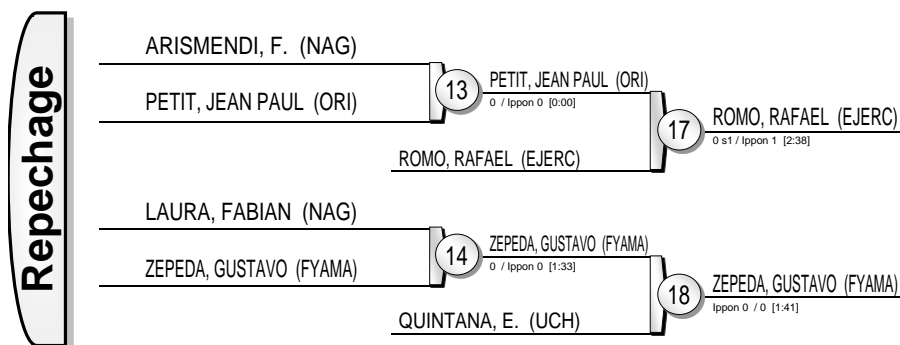 Repechage
ARISMENDI, F. (NAG)
PETIT, JEAN PAUL (ORI)
13
PETIT, JEAN PAUL (ORI)
0 / Ippon 0 [0:00]
ROMO, RAFAEL (EJERC)
17
ROMO, RAFAEL (EJERC)
0 s1 / Ippon 1 [2:38]
LAURA, FABIAN (NAG)
ZEPEDA, GUSTAVO (FYAMA)
14
ZEPEDA, GUSTAVO (FYAMA)
0 / Ippon 0 [1:33]
QUINTANA, E. (UCH)
18
ZEPEDA, GUSTAVO (FYAMA)
Ippon 0 / 0 [1:41]